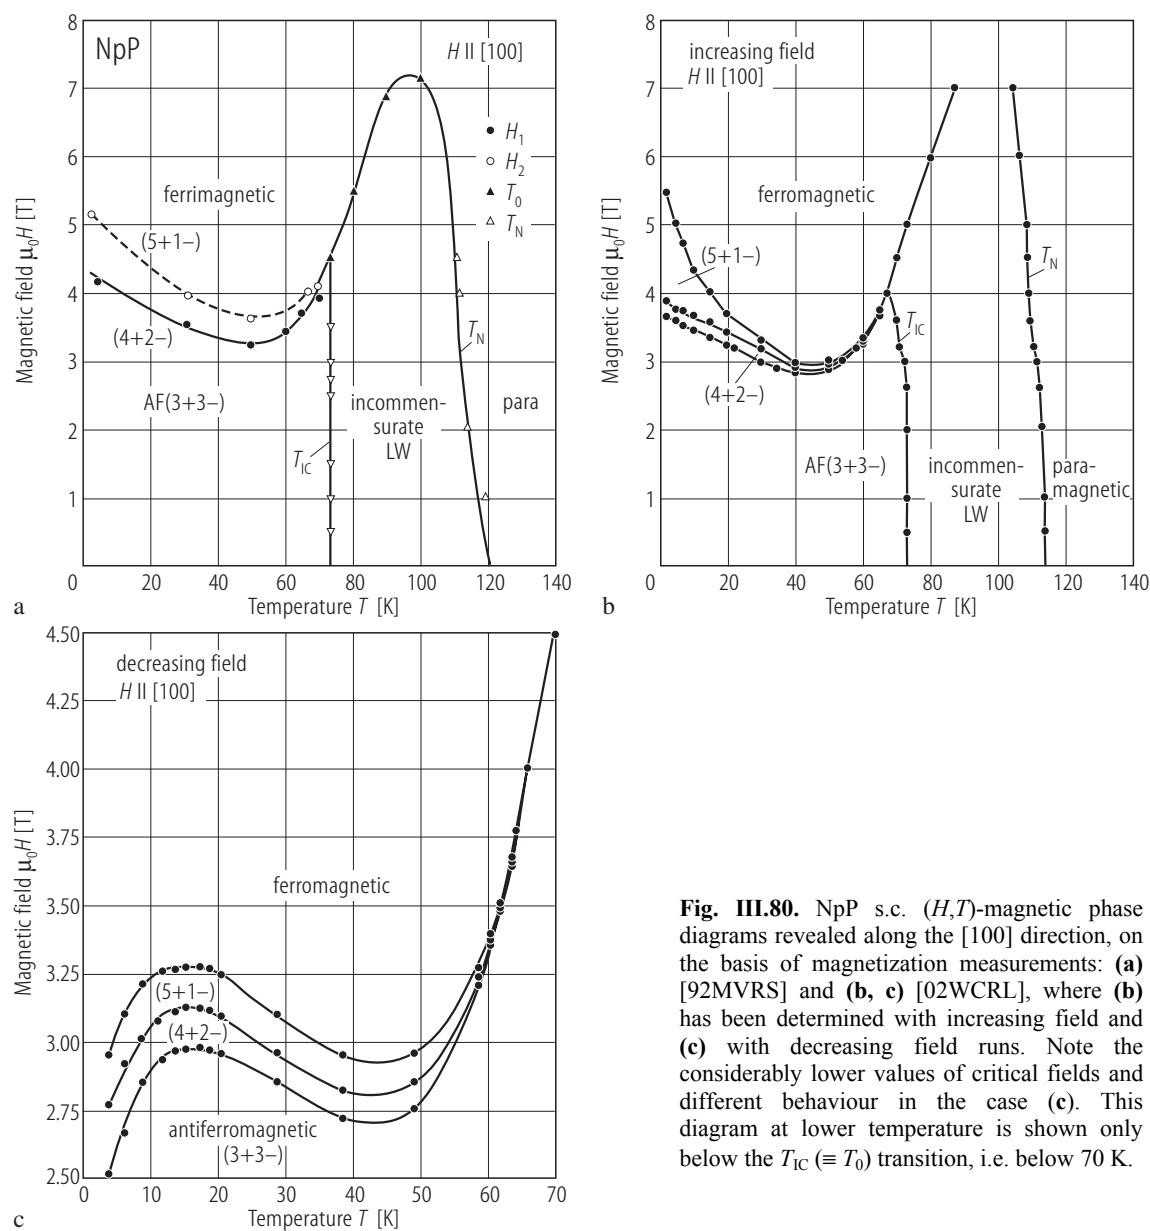 8
7
6
5
4
3
2
1
0
20
40
60
80
100
120
140
Magnetic field µ0H [T]
Temperature T [K]
NpP
H II [100]
H1
H2
T0
TN
ferrimagnetic
(5+1–)
(4+2–)
AF(3+3–)
TIC
incommen-
surate
LW
TN
para
a
8
7
6
5
4
3
2
1
0
20
40
60
80
100
120
140
Magnetic field µ0H [T]
Temperature T [K]
increasing field
H II [100]
ferromagnetic
(5+1–)
(4+2–)
TIC
TN
AF(3+3–)
incommen-
surate
LW
para-
magnetic
b
4.50
4.25
4.00
3.75
3.50
3.25
3.00
2.75
2.50
0
10
20
30
40
50
60
70
Magnetic field µ0H [T]
Temperature T [K]
decreasing field
H II [100]
ferromagnetic
(5+1–)
(4+2–)
antiferromagnetic
(3+3–)
c
Fig. III.80. NpP s.c. (H,T)-magnetic phase
diagrams revealed along the [100] direction, on
the basis of magnetization measurements: (a)
[92MVRS] and (b, c) [02WCRL], where (b)
has been determined with increasing field and
(c) with decreasing field runs. Note the
considerably lower values of critical fields and
different behaviour in the case (c). This
diagram at lower temperature is shown only
below the TIC (≡ T0) transition, i.e. below 70 K.